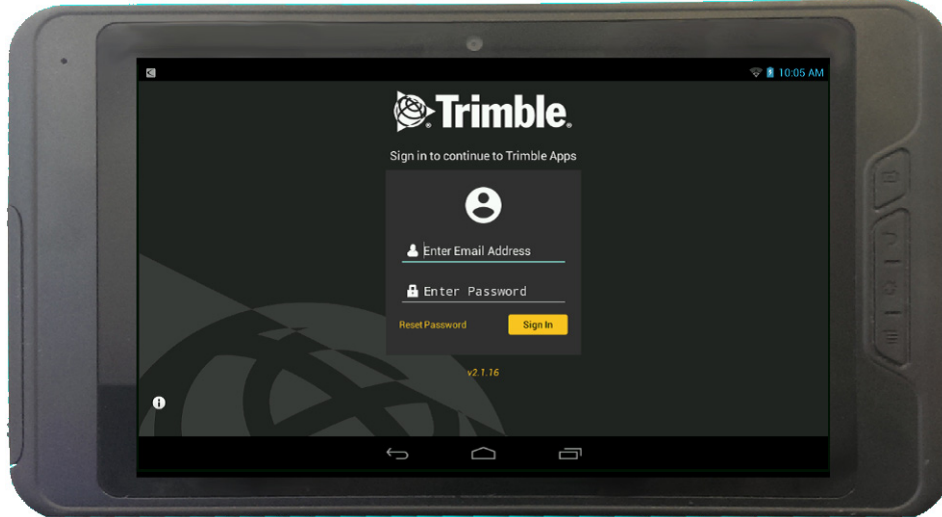 10:05 AM
Trimble®
Sign in to continue to Trimble Apps
Enter Email Address
Enter Password
Reset Password
Sign In
v2.1.16